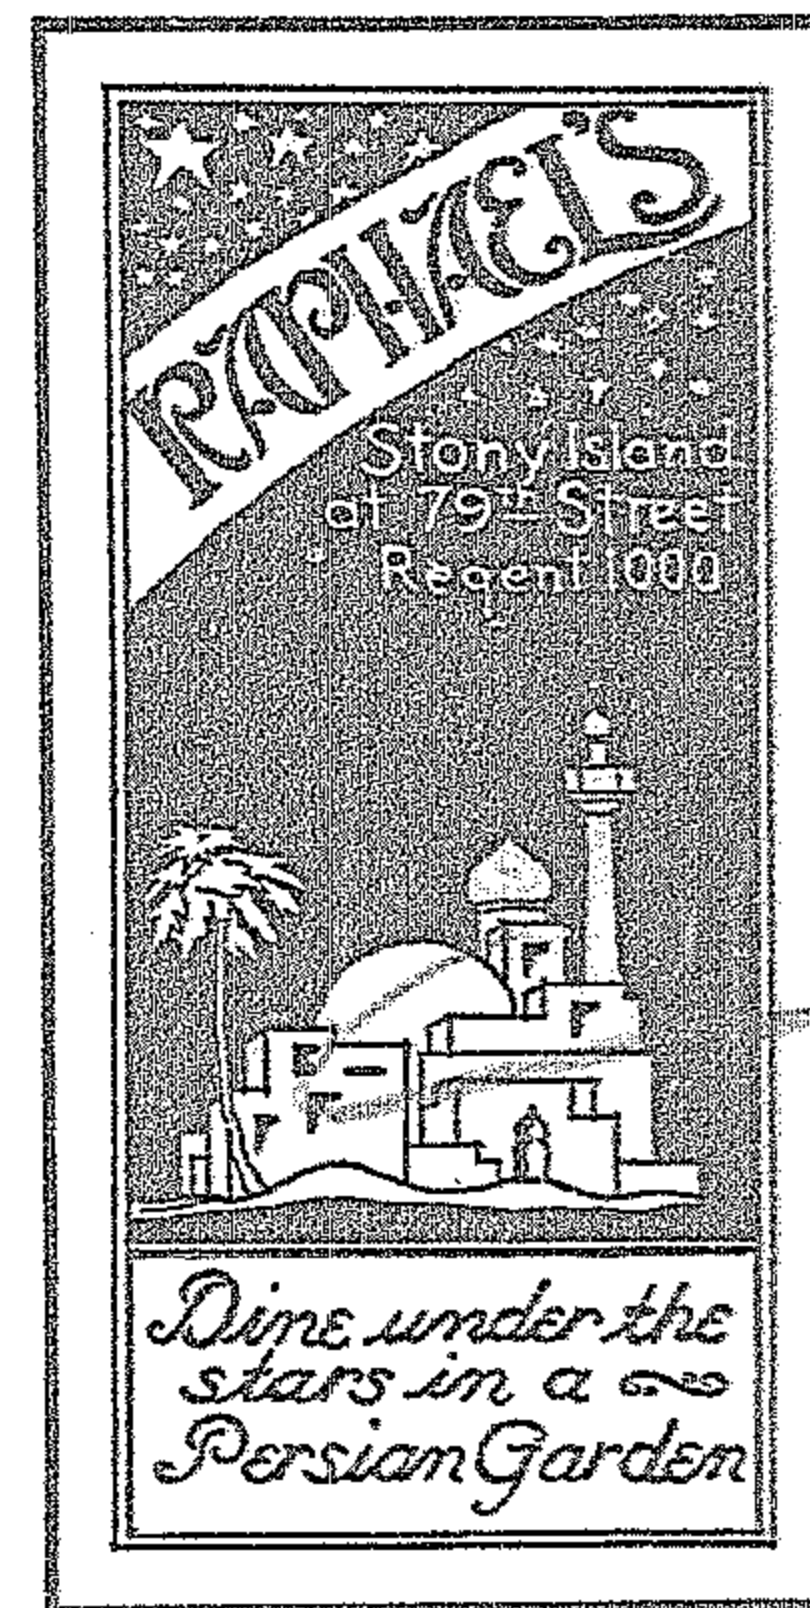 RAPHAEL'S
Stony Island
at 79th Street
Regent 1000
Dine under the
stars in a
Persian Garden